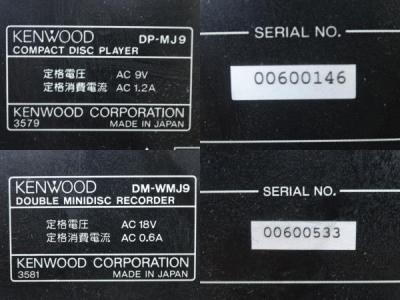 KENWOOD DP-MJ9
COMPACT DISC PLAYER
定格電圧 AC 9V
定格消費電流 AC 1.2A
KENWOOD CORPORATION
3579 MADE IN JAPAN
SERIAL NO.
00600146
KENWOOD DM-WMJ9
DOUBLE MINIDISC RECORDER
定格電圧 AC 18V
定格消費電流 AC 0.6A
KENWOOD CORPORATION
3581 MADE IN JAPAN
SERIAL NO.
00600533